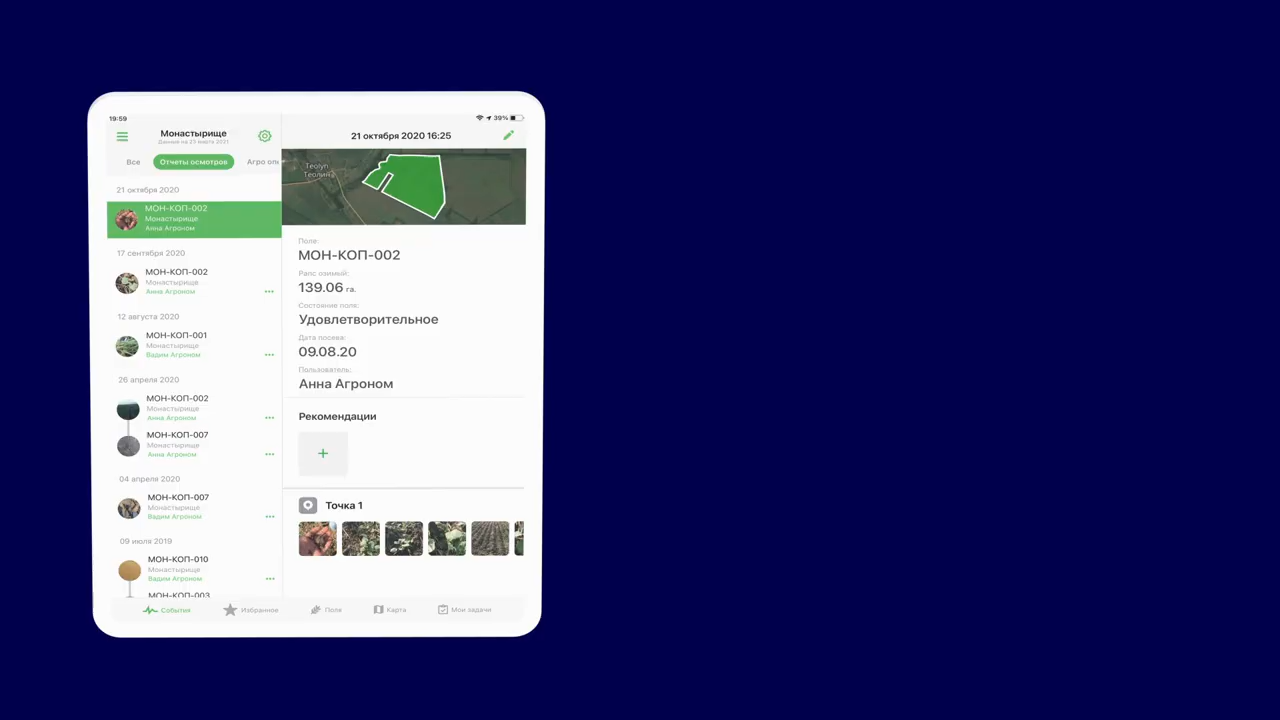 19:59
39%
Монастырище
Данные на 23 марта 2021
Все
Отчеты осмотров
Агро опе
21 октября 2020
МОН-КОП-002
Монастырище
Анна Агроном
17 сентября 2020
МОН-КОП-002
Монастырище
Анна Агроном
12 августа 2020
МОН-КОП-001
Монастырище
Вадим Агроном
26 апреля 2020
МОН-КОП-002
Монастырище
Анна Агроном
МОН-КОП-007
Монастырище
Анна Агроном
04 апреля 2020
МОН-КОП-007
Монастырище
Вадим Агроном
09 июля 2019
МОН-КОП-010
Монастырище
Вадим Агроном
МОН-КОП-003
21 октября 2020 16:25
Teolyn
Теолин
Поле:
МОН-КОП-002
Рапс озимый:
139.06 га.
Состояние поля:
Удовлетворительное
Дата посева:
09.08.20
Пользователь:
Анна Агроном
Рекомендации
Точка 1
События
Избранное
Поля
Карта
Мои задачи